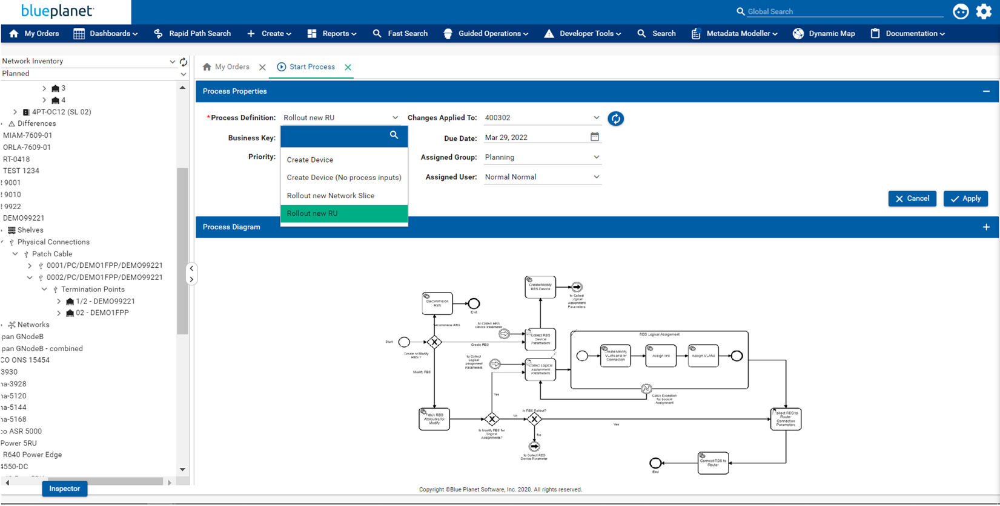 blueplanet
Global Search
My Orders
Dashboards
Rapid Path Search
Create
Reports
Fast Search
Guided Operations
Developer Tools
Search
Metadata Modeller
Dynamic Map
Documentation
Network Inventory
Planned
3
4
4PT-OC12 (SL 02)
Differences
MIAM-7609-01
ORLA-7609-01
RT-0418
TEST 1234
9001
9010
9922
DEMO99221
Shelves
Physical Connections
Patch Cable
0001/PC/DEMO1FPP/DEMO99221
0002/PC/DEMO1FPP/DEMO99221
Termination Points
1/2 - DEMO99221
02 - DEMO1FPP
Networks
pan GNodeB
pan GNodeB - combined
CO ONS 15454
3930
na-3928
na-5120
na-5144
na-5168
co ASR 5000
Power 5RU
R640 Power Edge
4550-DC
Inspector
My Orders
Start Process
Process Properties
*Process Definition: Rollout new RU
Changes Applied To: 400302
Business Key:
Due Date: Mar 29, 2022
Priority:
Assigned Group: Planning
Assigned User: Normal Normal
Create Device
Create Device (No process inputs)
Rollout new Network Slice
Rollout new RU
Cancel
Apply
Process Diagram
Create/Modify
RBS Device
to Collect
Logical
Assignment
Parameters
Decommision
RBS
End
to Collect RBS
Device Parameter
Collect RBS
Device
Parameters
Start
Create RBS
Create or Modify
RBS ?
Modify RBS
to Collect
Logical
Assignment
Parameters
Collect Logical
Assignment
Parameters
RBS Logical Assignment
Create/Modify
VLAN and IP
Connection
Assign IPs
Assign VLANs
Catch Exception
for Logical
Assignment
Yes
Fetch RBS
Attributes for
Modify
Is Modify RBS for
Logical
Assignments?
No
Is RBS Select?
No
Yes
to Collect RBS
Device Parameter
Collect RBS to
Router
Connection
Parameters
Connect RBS to
Router
End
Copyright ©Blue Planet Software, Inc. 2020. All rights reserved.